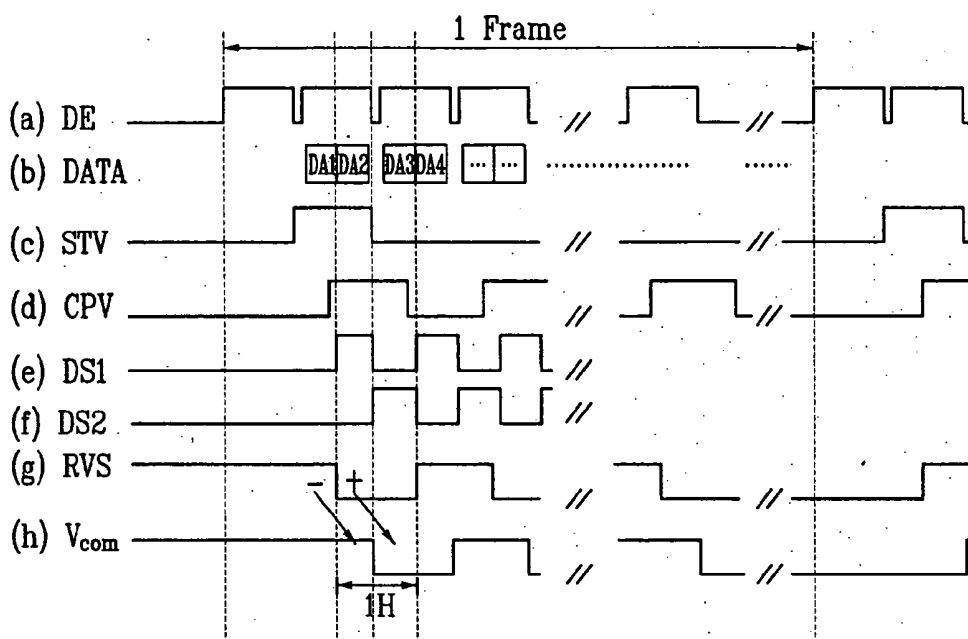 1 Frame
(a) DE
(b) DATA DA1 DA2 DA3 DA4 ... ...
(c) STV
(d) CPV
(e) DS1
(f) DS2
(g) RVS
- +
(h) Vcom
1H